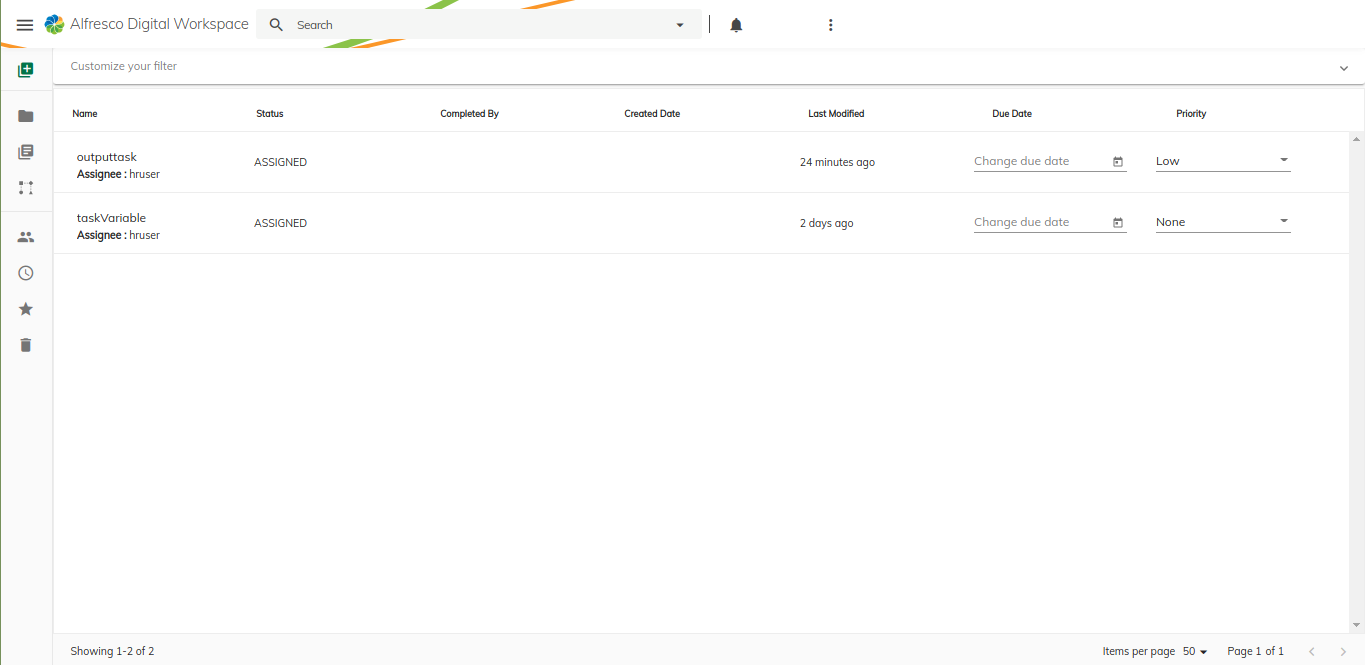 Alfresco Digital Workspace Search
Customize your filter
Name Status Completed By Created Date Last Modified Due Date Priority
outputtask
Assignee : hruser
ASSIGNED 24 minutes ago Change due date Low
taskVariable
Assignee : hruser
ASSIGNED 2 days ago Change due date None
Showing 1-2 of 2 Items per page 50 Page 1 of 1